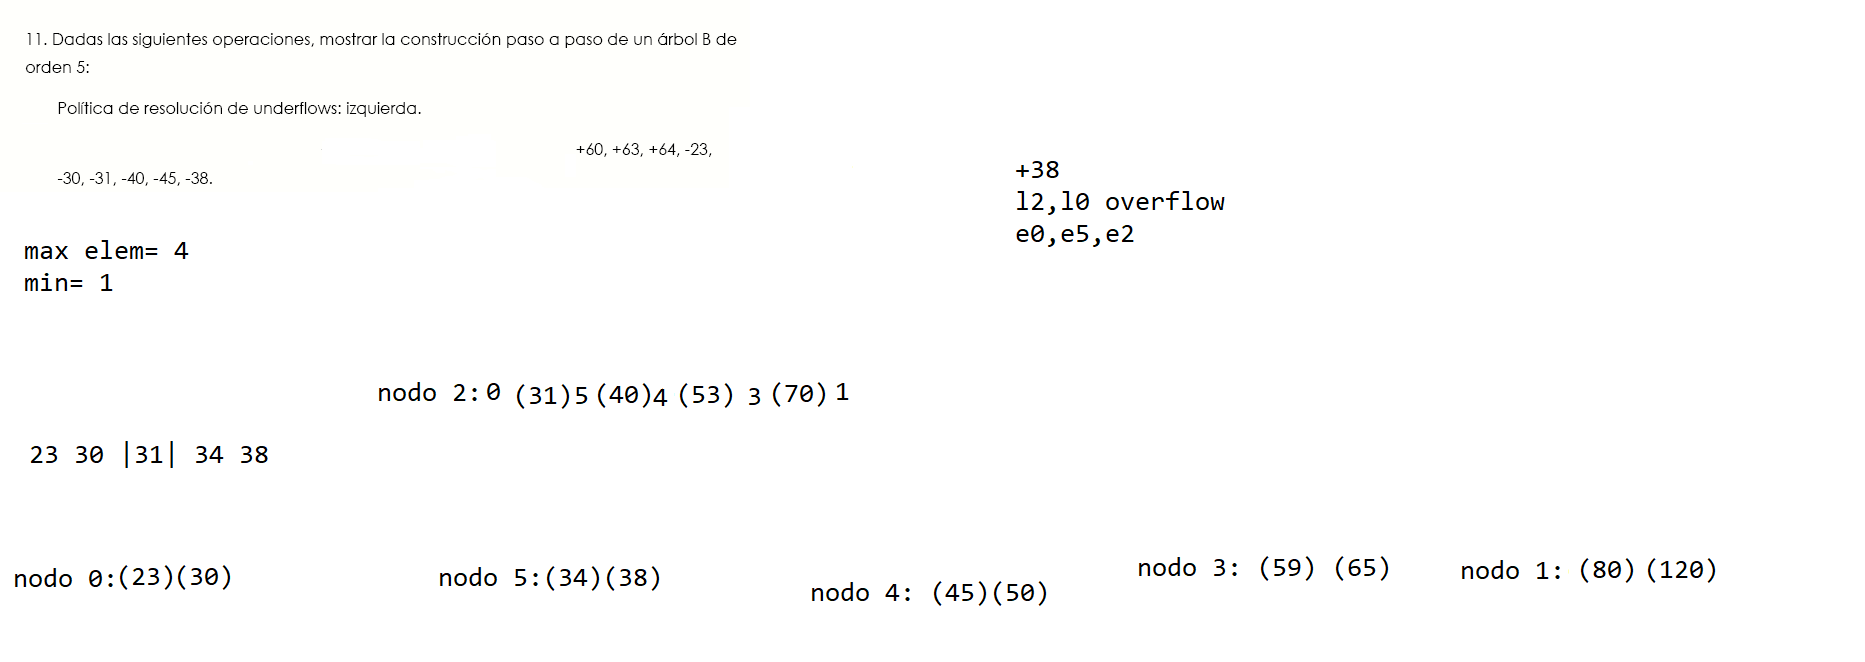 11. Dadas las siguientes operaciones, mostrar la construcción paso a paso de un árbol B de
orden 5:
Política de resolución de underflows: izquierda.
+60, +63, +64, -23,
-30, -31, -40, -45, -38.
+38
l2,l0 overflow
e0,e5,e2
max elem= 4
min= 1
nodo 2: 0 (31)5 (40)4 (53) 3 (70) 1
23 30 |31| 34 38
nodo 0:(23)(30)
nodo 5:(34)(38)
nodo 4: (45)(50)
nodo 3: (59) (65)
nodo 1: (80) (120)